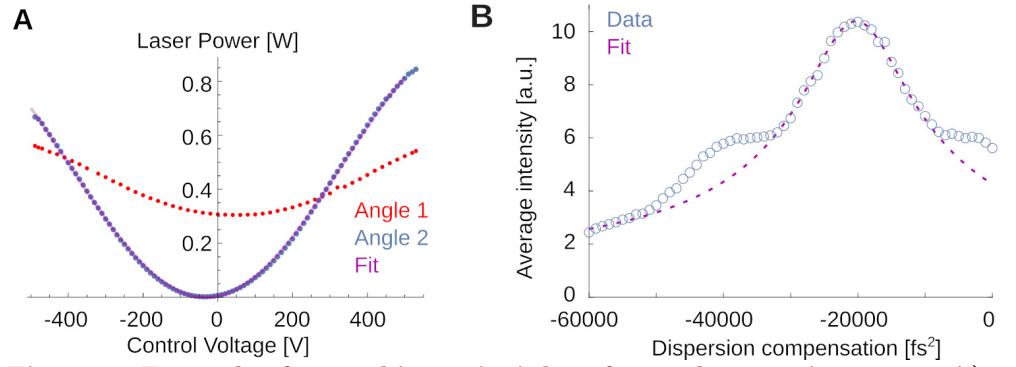 A
Laser Power [W]
0.8
0.6
0.4
0.2
Angle 1
Angle 2
Fit
-400 -200 0 200 400
Control Voltage [V]
B
Data
Fit
Average intensity [a.u.]
10
8
6
4
2
0
-60000 -40000 -20000 0
Dispersion compensation [fs²]